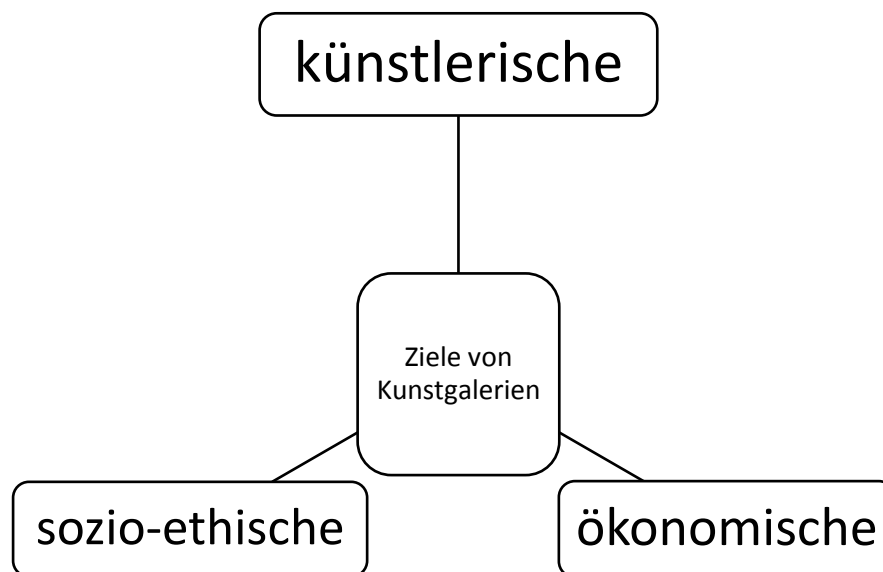 künstlerische
Ziele von
Kunstgalerien
sozio-ethische
ökonomische